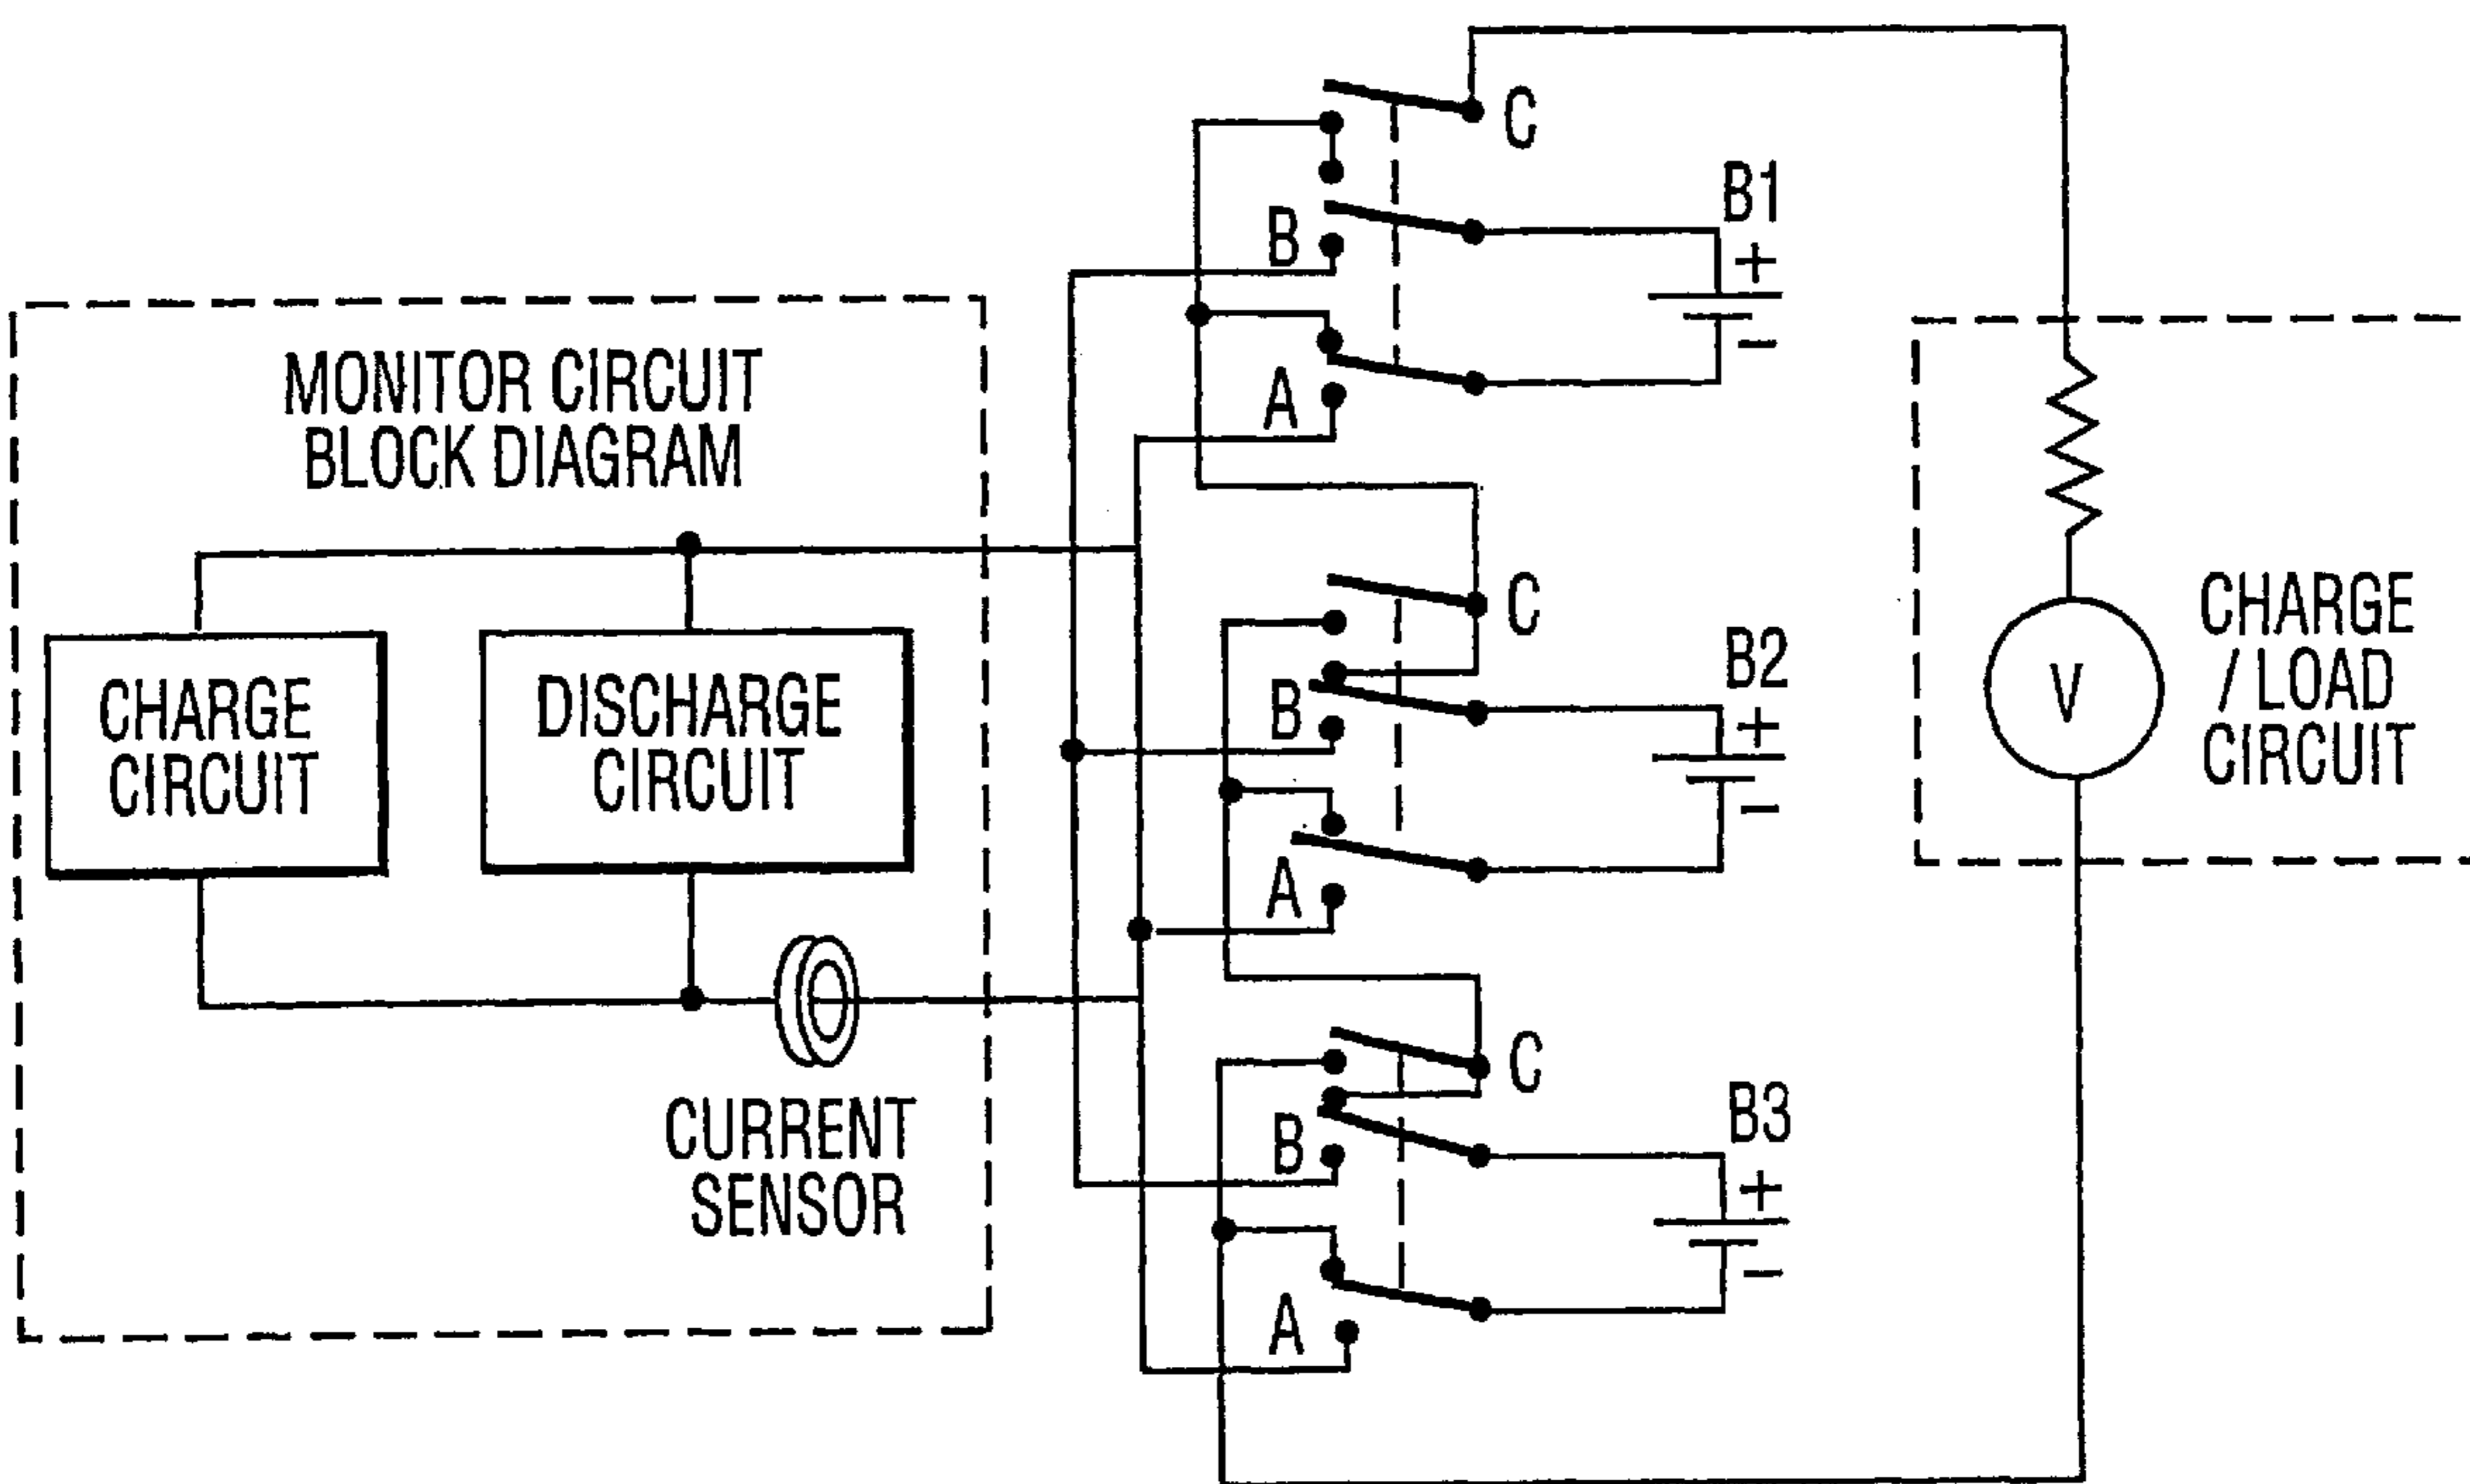 MONITOR CIRCUIT
BLOCK DIAGRAM
CHARGE
CIRCUIT
DISCHARGE
CIRCUIT
CURRENT
SENSOR
C
B
A
B1
+
-
C
B
A
B2
+
-
C
B
A
B3
+
-
V
CHARGE
/ LOAD
CIRCUIT